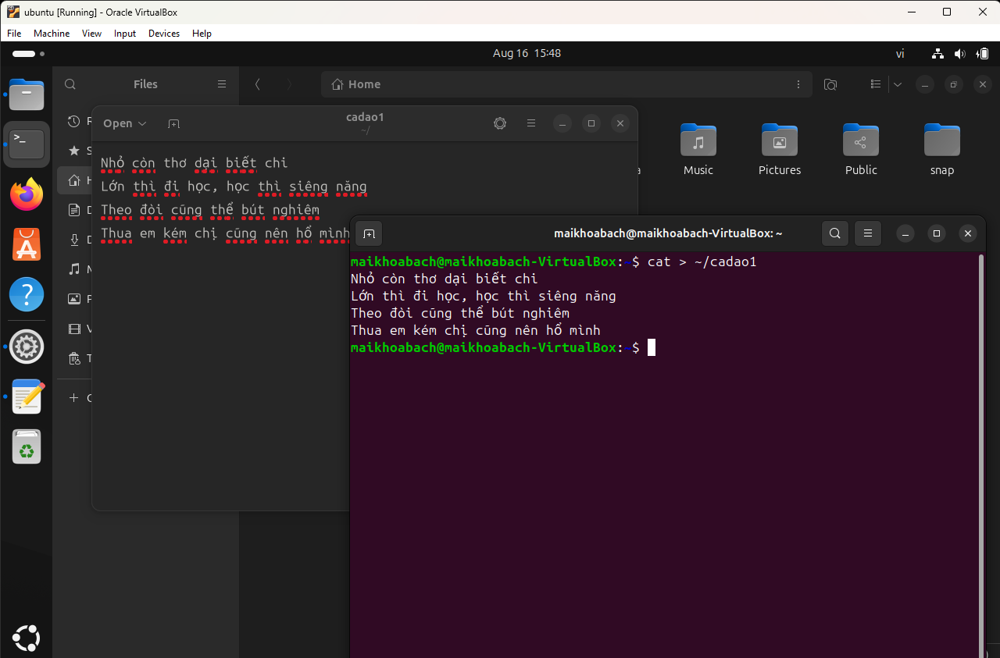 ubuntu [Running] - Oracle VirtualBox
File Machine View Input Devices Help
Aug 16 15:48
vi
Files
Home
Open
cadao1
~/
Music
Pictures
Public
snap
Nhỏ còn thơ dại biết chi
Lớn thì đi học, học thì siêng năng
Theo đòi cũng thể bút nghiêm
Thua em kém chị cũng nên hổ mình
maikhoabach@maikhoabach-VirtualBox: ~
maikhoabach@maikhoabach-VirtualBox:~$ cat > ~/cadao1
Nhỏ còn thơ dại biết chi
Lớn thì đi học, học thì siêng năng
Theo đòi cũng thể bút nghiêm
Thua em kém chị cũng nên hổ mình
maikhoabach@maikhoabach-VirtualBox:~$